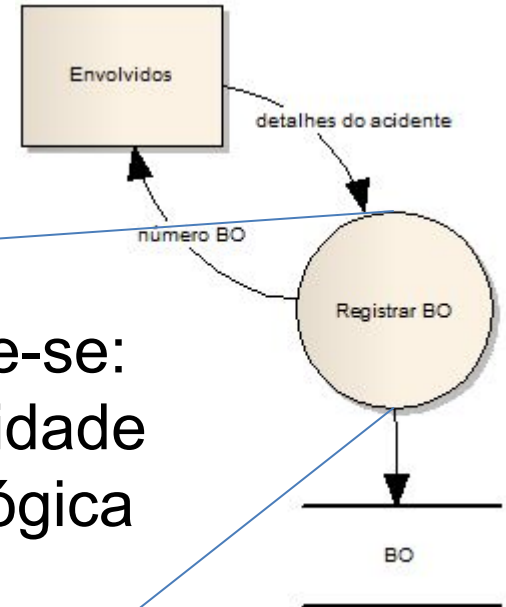 Envolvidos
detalhes do acidente
número BO
Registrar BO
e-se:
idade
ógica
BO